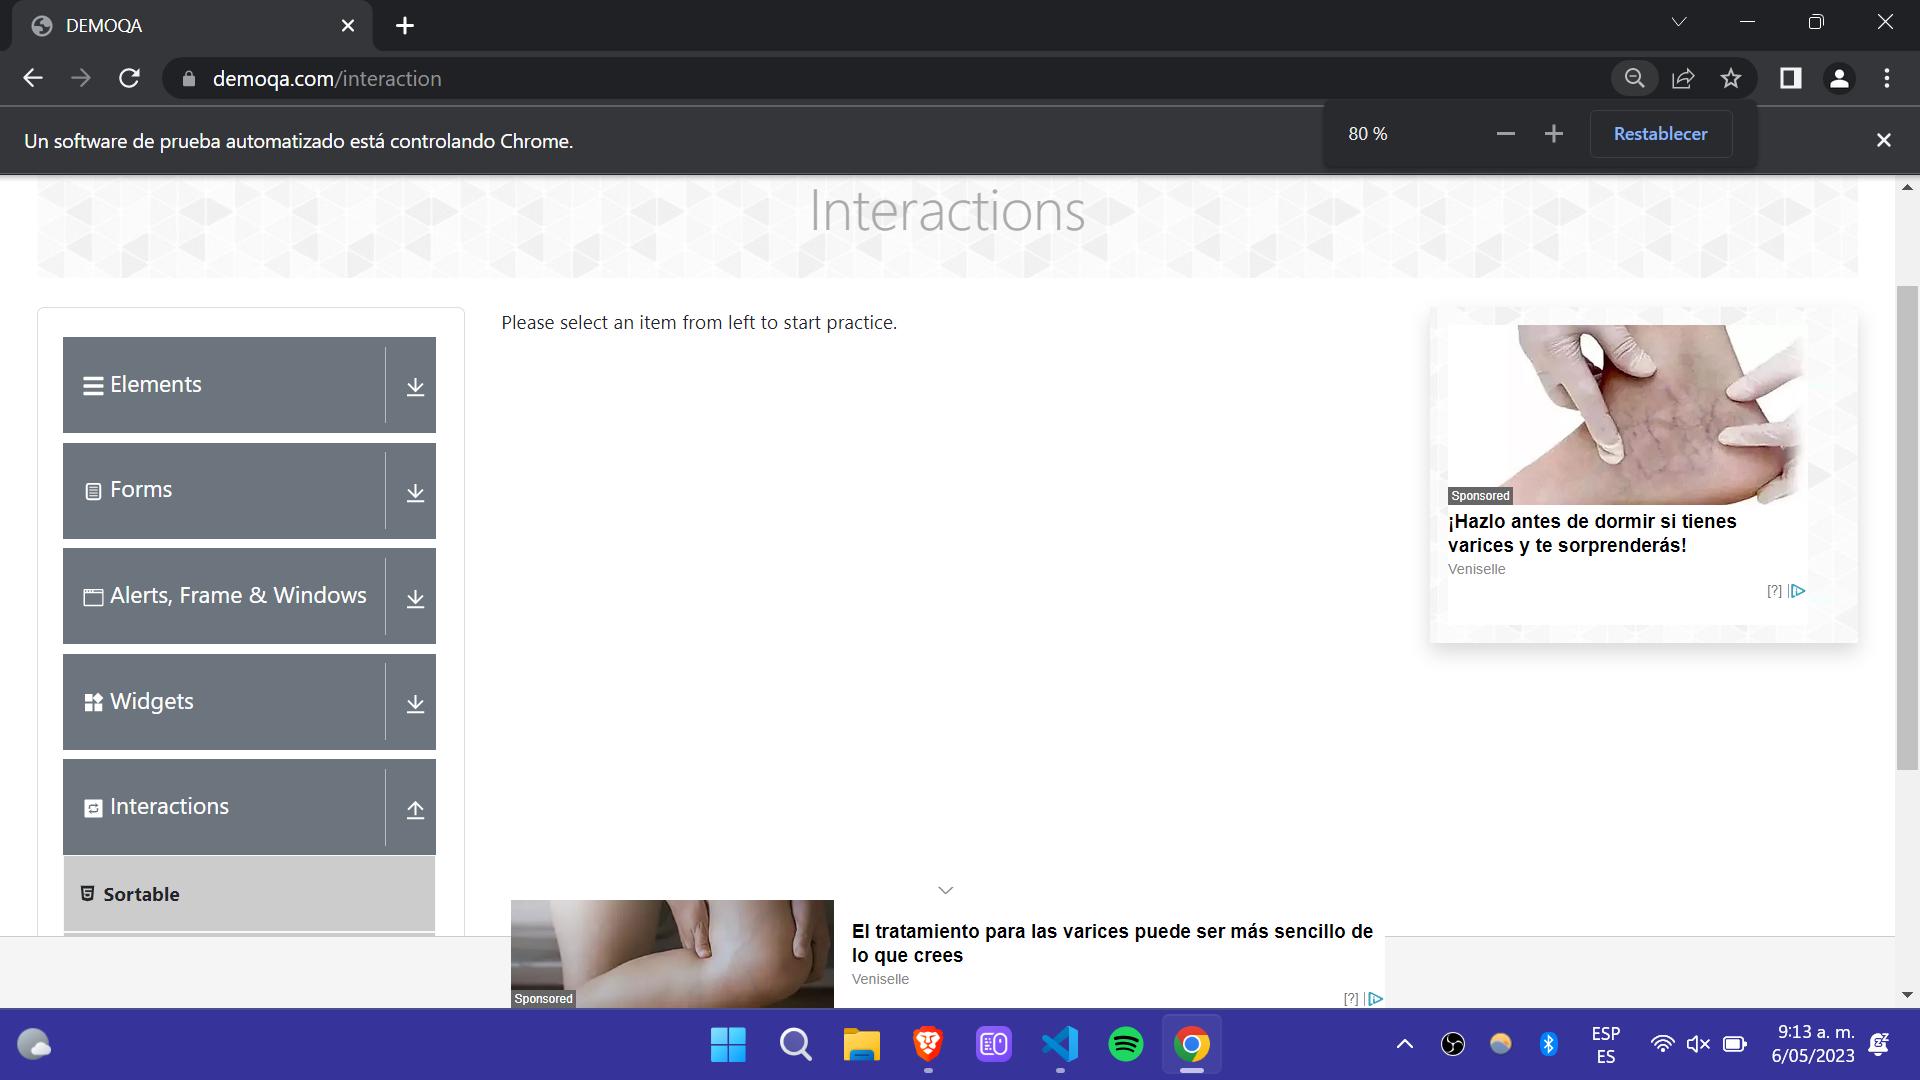 DEMOQA
demoqa.com/interaction
80 %
Restablecer
Un software de prueba automatizado está controlando Chrome.
Interactions
Please select an item from left to start practice.
Elements
Forms
Alerts, Frame & Windows
Widgets
Interactions
Sortable
Sponsored
¡Hazlo antes de dormir si tienes
varices y te sorprenderás!
Veniselle
[?]
El tratamiento para las varices puede ser más sencillo de
lo que crees
Veniselle
Sponsored
[?]
ESP
ES
9:13 a. m.
6/05/2023